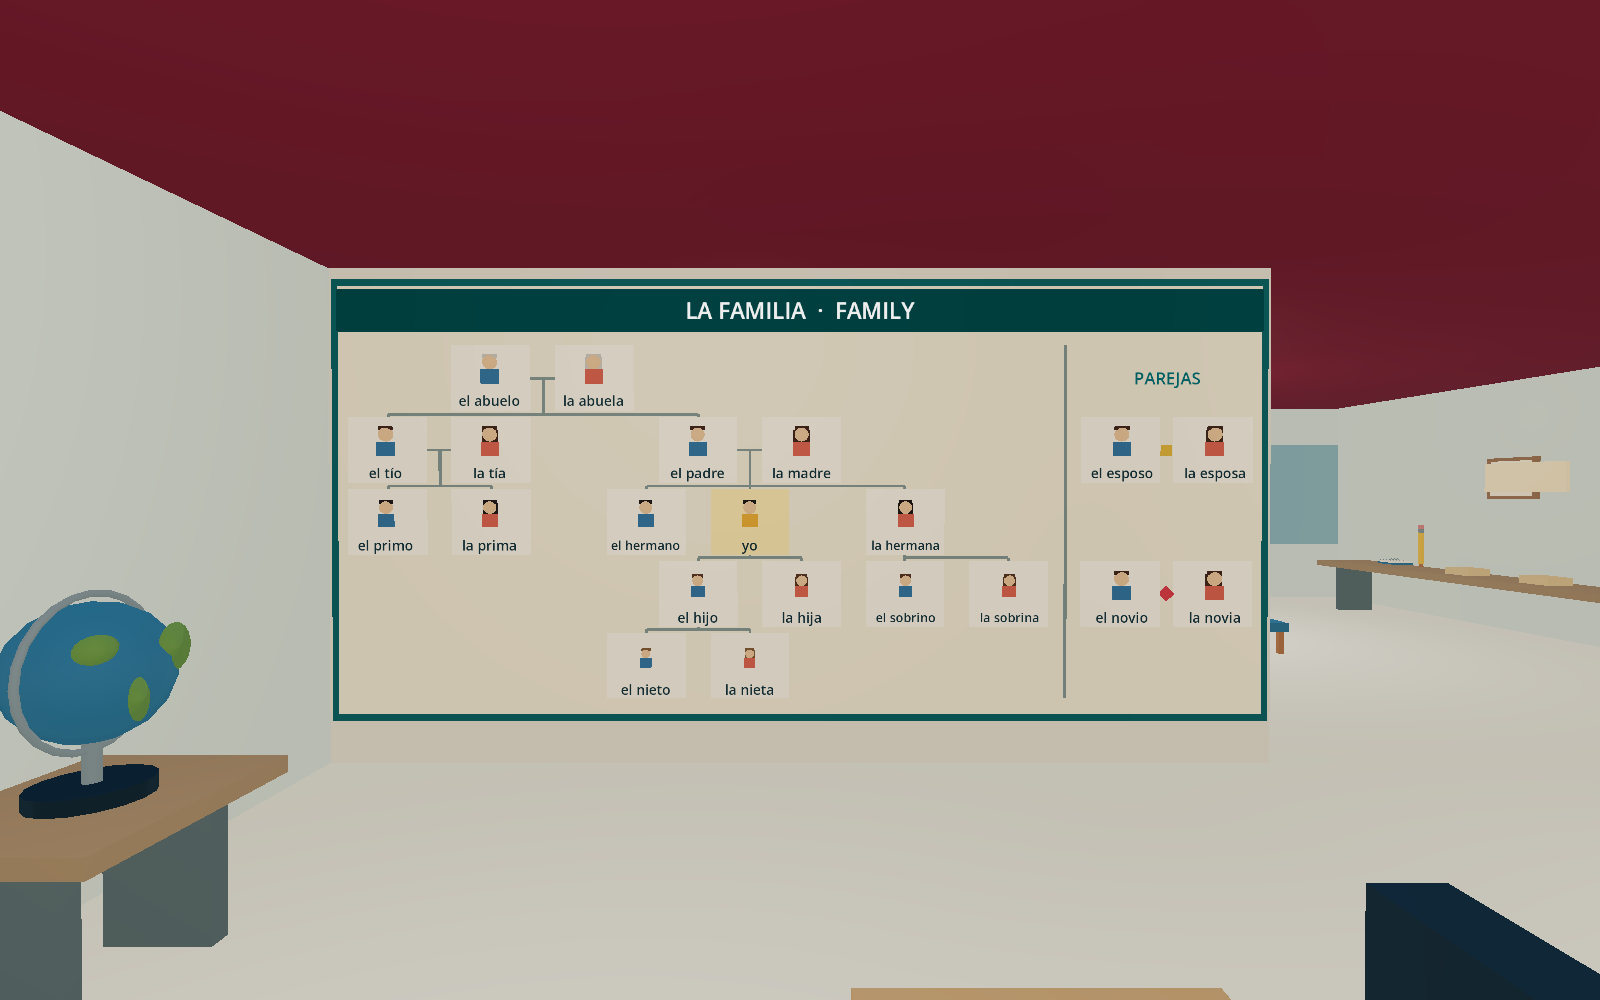 LA FAMILIA · FAMILY
PAREJAS
el abuelo
la abuela
el tío
la tía
el padre
la madre
el esposo
la esposa
el primo
la prima
el hermano
yo
la hermana
el hijo
la hija
el sobrino
la sobrina
el novio
la novia
el nieto
la nieta